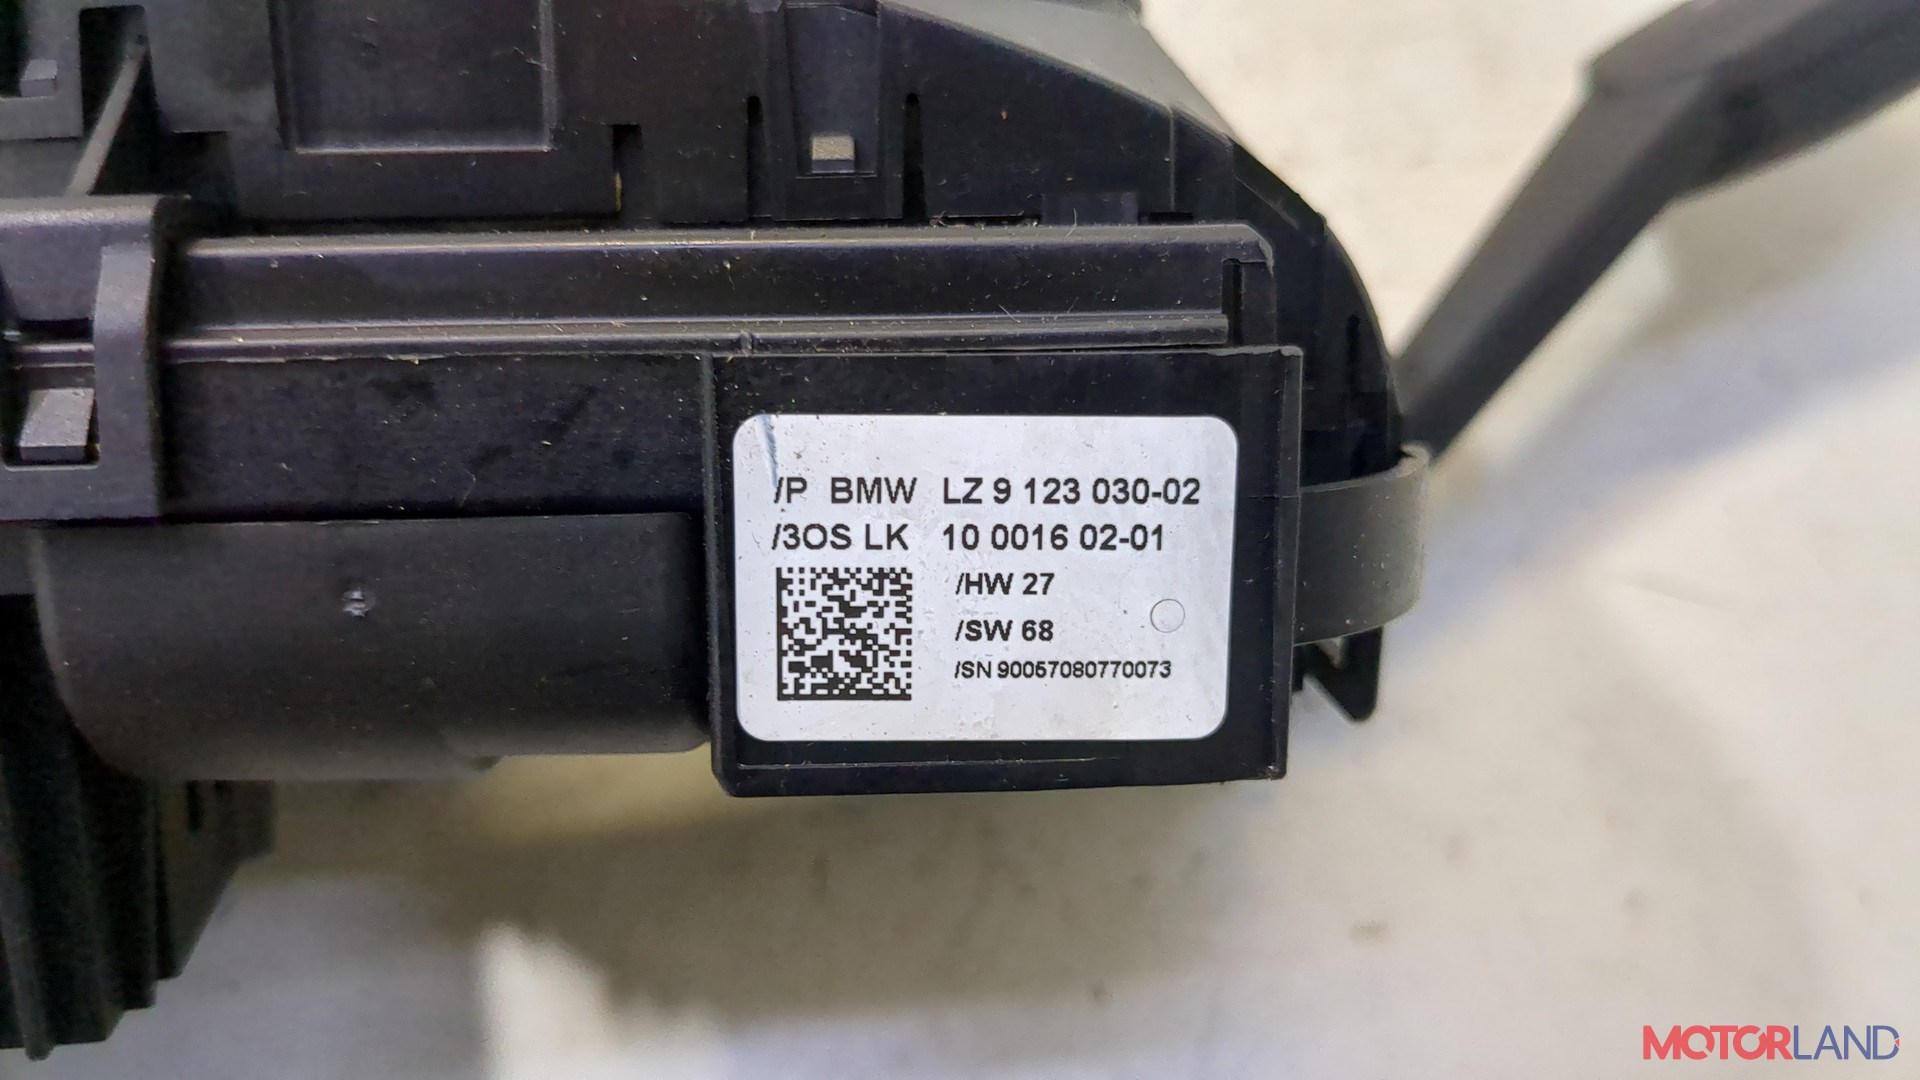 /P BMW LZ 9 123 030-02
/3OS LK 10 0016 02-01
/HW 27
/SW 68
/SN 90057080770073
MOTORLAND